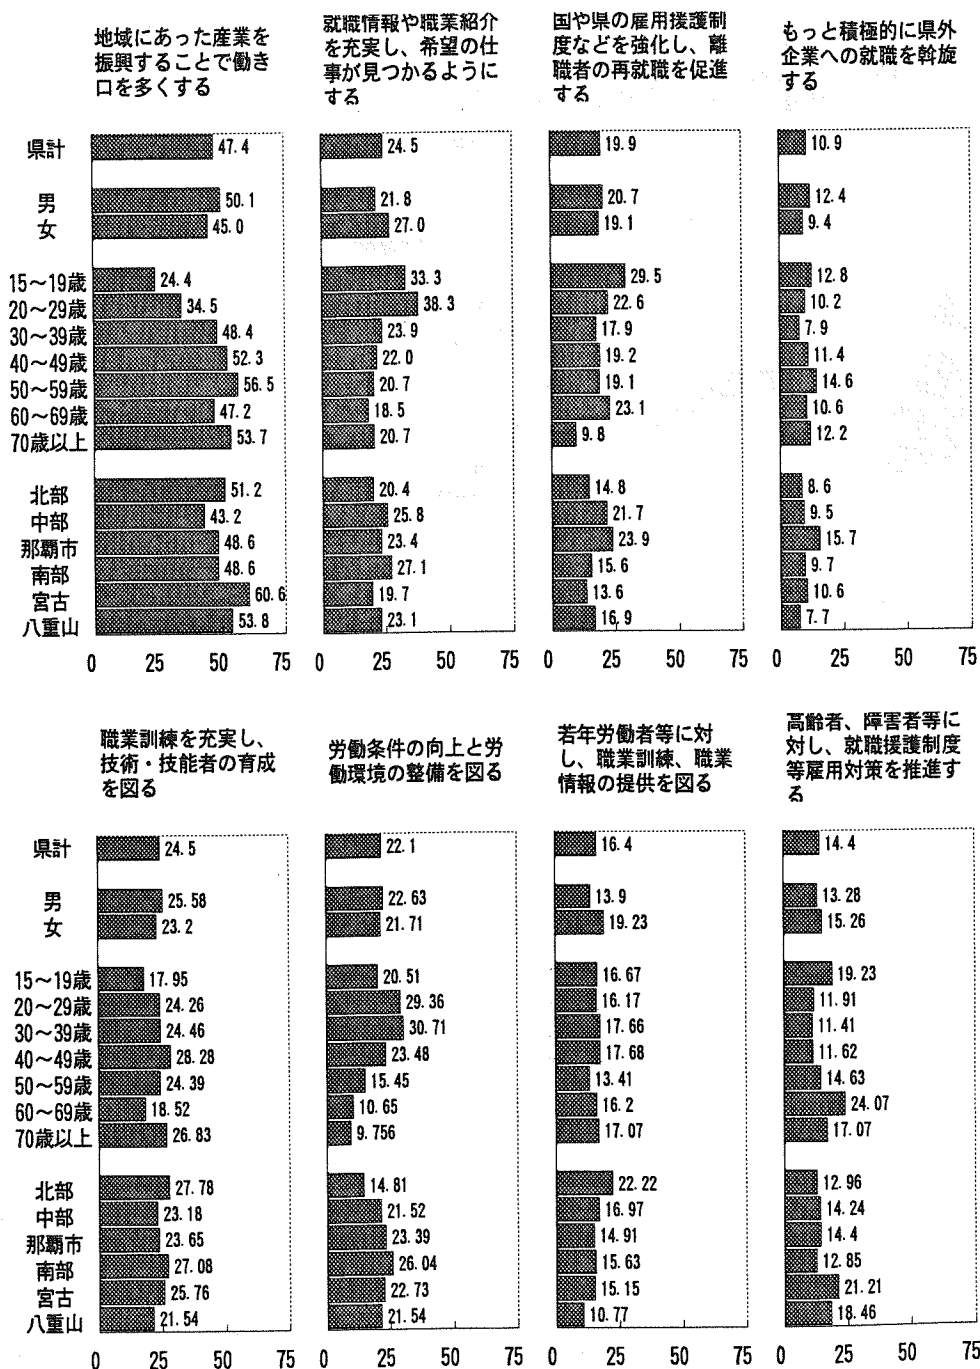 地域にあった産業を
振興することで働き
口を多くする
就職情報や職業紹介
を充実し、希望の仕
事が見つかるように
する
国や県の雇用援護制
度などを強化し、離
職者の再就職を促進
する
もっと積極的に県外
企業への就職を斡旋
する
県計 47.4 24.5 19.9 10.9
男 50.1 21.8 20.7 12.4
女 45.0 27.0 19.1 9.4
15〜19歳 24.4 33.3 29.5 12.8
20〜29歳 34.5 38.3 22.6 10.2
30〜39歳 48.4 23.9 17.9 7.9
40〜49歳 52.3 22.0 19.2 11.4
50〜59歳 56.5 20.7 19.1 14.6
60〜69歳 47.2 18.5 23.1 10.6
70歳以上 53.7 20.7 9.8 12.2
北部 51.2 20.4 14.8 8.6
中部 43.2 25.8 21.7 9.5
那覇市 48.6 23.4 23.9 15.7
南部 48.6 27.1 15.6 9.7
宮古 60.6 19.7 13.6 10.6
八重山 53.8 23.1 16.9 7.7
0 25 50 75 0 25 50 75 0 25 50 75 0 25 50 75
職業訓練を充実し、
技術・技能者の育成
を図る
労働条件の向上と労
働環境の整備を図る
若年労働者等に対
し、職業訓練、職業
情報の提供を図る
高齢者、障害者等に
対し、就職援護制度
等雇用対策を推進す
る
県計 24.5 22.1 16.4 14.4
男 25.58 22.63 13.9 13.28
女 23.2 21.71 19.23 15.26
15〜19歳 17.95 20.51 16.67 19.23
20〜29歳 24.26 29.36 16.17 11.91
30〜39歳 24.46 30.71 17.66 11.41
40〜49歳 28.28 23.48 17.68 11.62
50〜59歳 24.39 15.45 13.41 14.63
60〜69歳 18.52 10.65 16.2 24.07
70歳以上 26.83 9.756 17.07 17.07
北部 27.78 14.81 22.22 12.96
中部 23.18 21.52 16.97 14.24
那覇市 23.65 23.39 14.91 14.4
南部 27.08 26.04 15.63 12.85
宮古 25.76 22.73 15.15 21.21
八重山 21.54 21.54 10.77 18.46
0 25 50 75 0 25 50 75 0 25 50 75 0 25 50 75